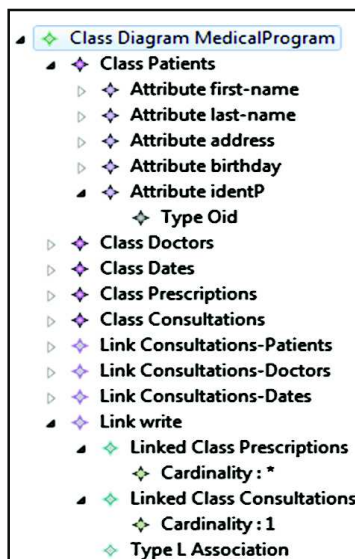 Class Diagram MedicalProgram
Class Patients
Attribute first-name
Attribute last-name
Attribute address
Attribute birthday
Attribute identP
Type Oid
Class Doctors
Class Dates
Class Prescriptions
Class Consultations
Link Consultations-Patients
Link Consultations-Doctors
Link Consultations-Dates
Link write
Linked Class Prescriptions
Cardinality : *
Linked Class Consultations
Cardinality : 1
Type L Association